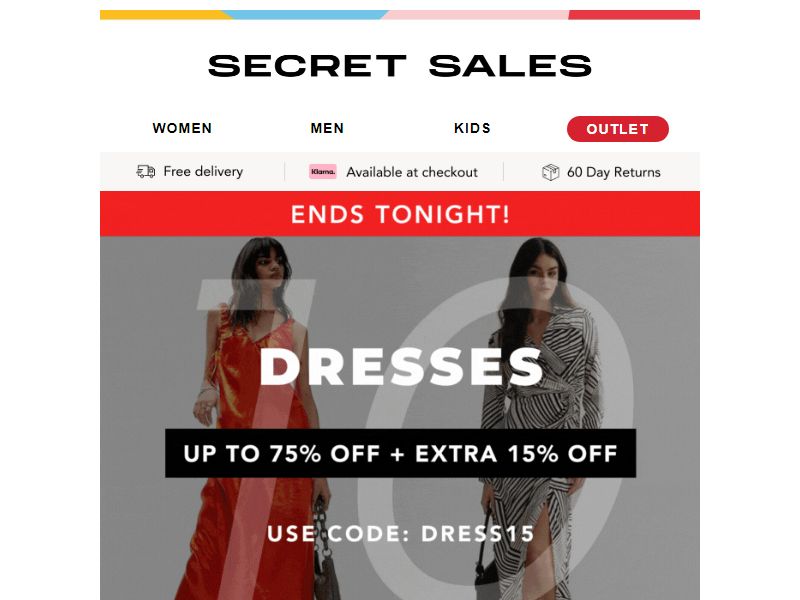 SECRET SALES
WOMEN MEN KIDS OUTLET
Free delivery Klarna. Available at checkout 60 Day Returns
ENDS TONIGHT!
10
DRESSES
UP TO 75% OFF + EXTRA 15% OFF
USE CODE: DRESS15